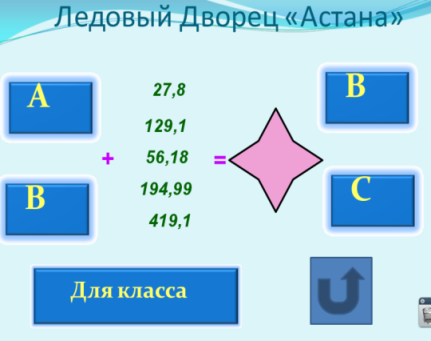 Ледовый Дворец «Астана»
А
27,8
В
129,1
+ 56,18 =
194,99
В
С
419,1
Для класса